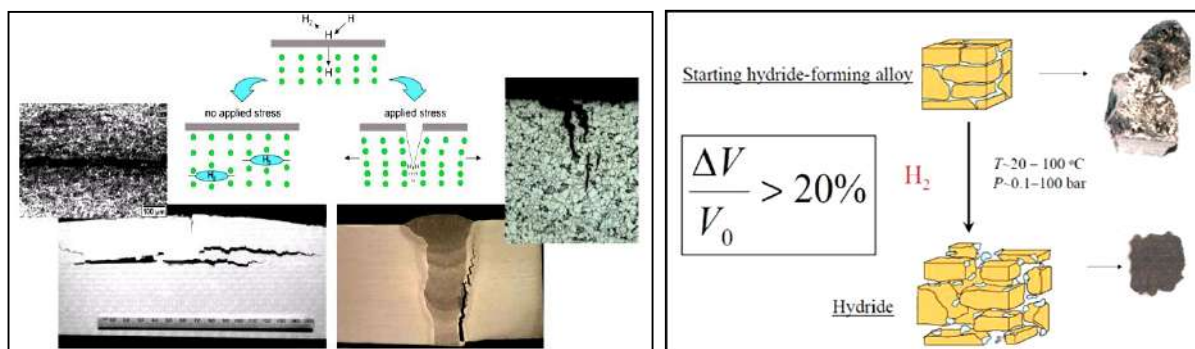 H₂
H
H
H
no applied stress
applied stress
H₂
H₂
100 µm
Starting hydride-forming alloy
ΔV
V₀
> 20%
H₂
T~20 – 100 °C
P~0.1–100 bar
Hydride